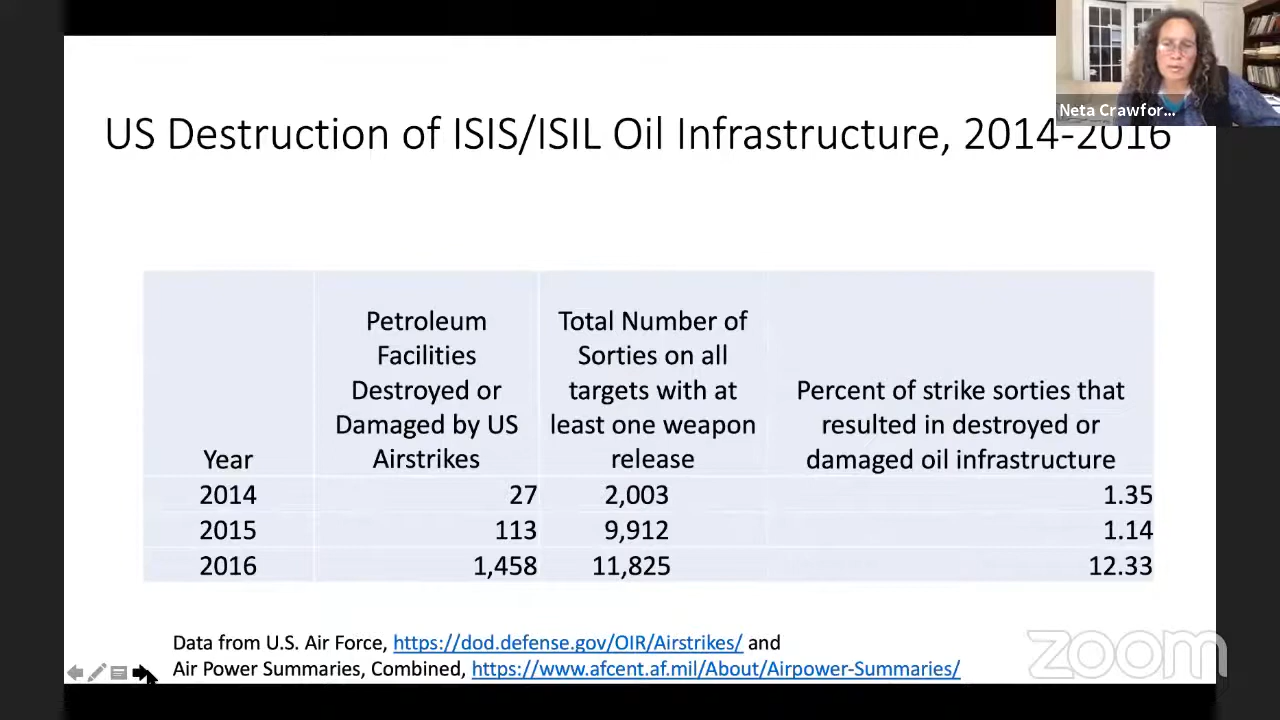 Neta Crawfor...
US Destruction of ISIS/ISIL Oil Infrastructure, 2014-2016
Year
Petroleum
Facilities
Destroyed or
Damaged by US
Airstrikes
Total Number of
Sorties on all
targets with at
least one weapon
release
Percent of strike sorties that
resulted in destroyed or
damaged oil infrastructure
2014 27 2,003 1.35
2015 113 9,912 1.14
2016 1,458 11,825 12.33
Data from U.S. Air Force, https://dod.defense.gov/OIR/Airstrikes/ and
Air Power Summaries, Combined, https://www.afcent.af.mil/About/Airpower-Summaries/
zoom